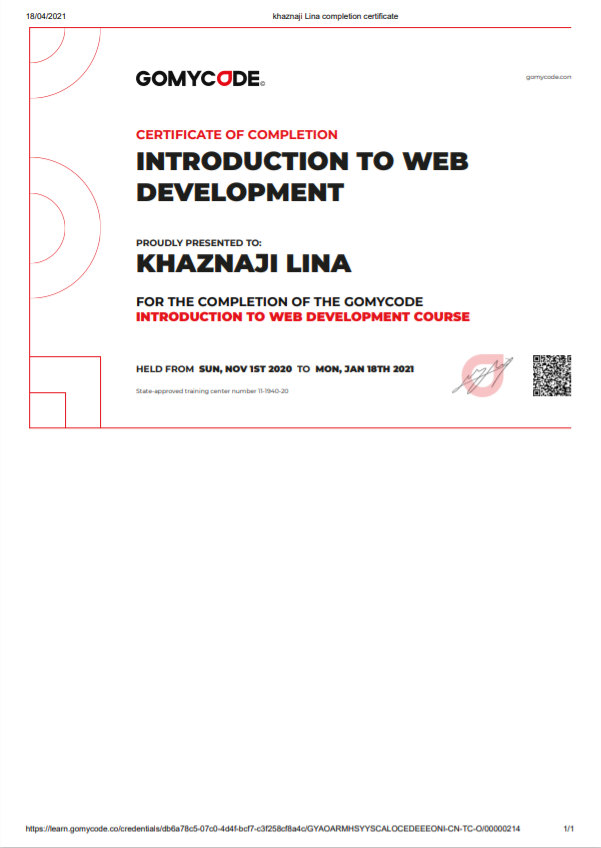 18/04/2021 khaznaji Lina completion certificate
GOMYCODE©
gomycode.com
CERTIFICATE OF COMPLETION
INTRODUCTION TO WEB
DEVELOPMENT
PROUDLY PRESENTED TO:
KHAZNAJI LINA
FOR THE COMPLETION OF THE GOMYCODE
INTRODUCTION TO WEB DEVELOPMENT COURSE
HELD FROM SUN, NOV 1ST 2020 TO MON, JAN 18TH 2021
State-approved training center number 11-1940-20
https://learn.gomycode.co/credentials/db6a78c5-07c0-4d4f-bcf7-c3f258cf8a4c/GYAOARMHSYYSCALOCEDEEEONI-CN-TC-O/00000214 1/1